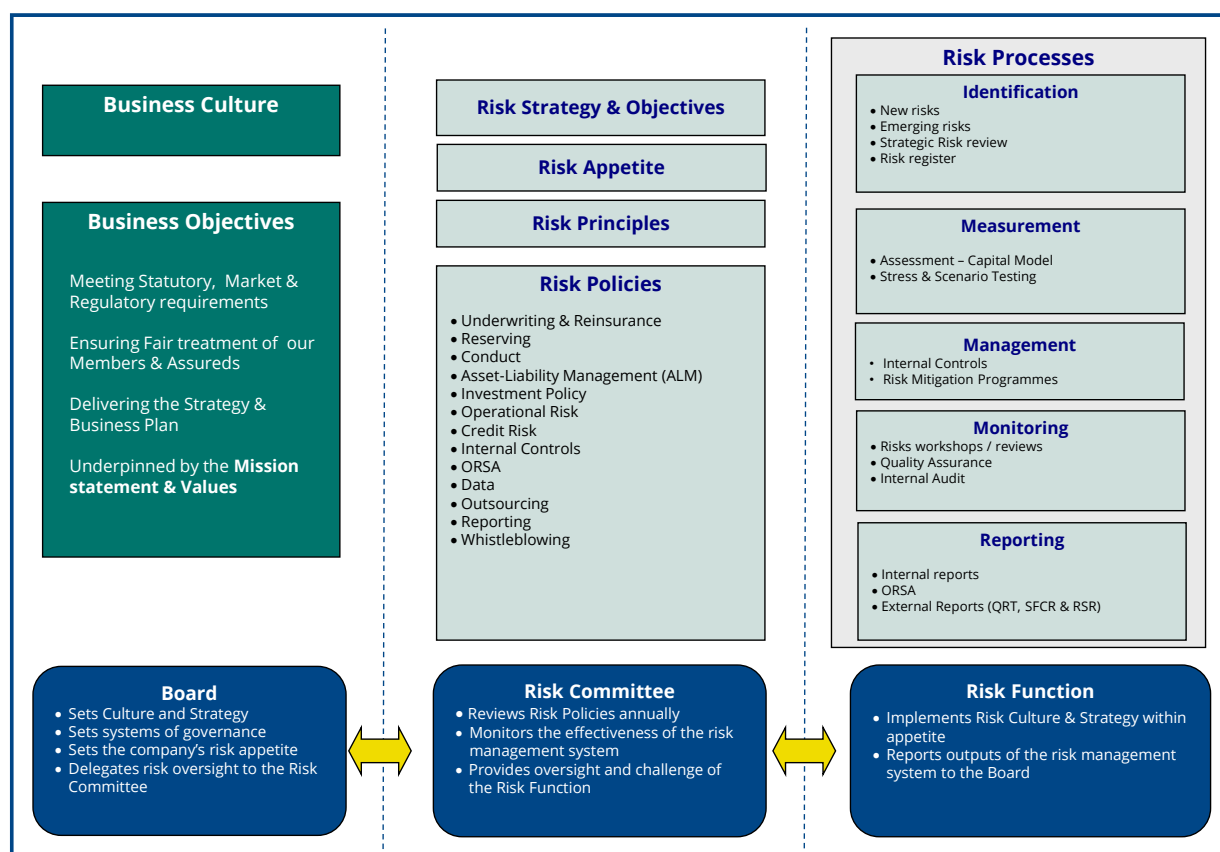 Business Culture
Business Objectives
Meeting Statutory,  Market &
Regulatory requirements
Ensuring Fair treatment of  our
Members & Assureds
Delivering the Strategy &
Business Plan
Underpinned by the Mission
statement & Values
Board
• Sets Culture and Strategy
• Sets systems of governance
• Sets the company’s risk appetite
• Delegates risk oversight to the Risk
Committee
Risk Strategy & Objectives
Risk Appetite
Risk Principles
Risk Policies
• Underwriting & Reinsurance
• Reserving
• Conduct
• Asset-Liability Management (ALM)
• Investment Policy
• Operational Risk
• Credit Risk
• Internal Controls
• ORSA
• Data
• Outsourcing
• Reporting
• Whistleblowing
Risk Committee
• Reviews Risk Policies annually
• Monitors the effectiveness of the risk
management system
• Provides oversight and challenge of
the Risk Function
Risk Processes
Identification
• New risks
• Emerging risks
• Strategic Risk review
• Risk register
Measurement
• Assessment – Capital Model
• Stress & Scenario Testing
Management
• Internal Controls
• Risk Mitigation Programmes
Monitoring
• Risks workshops / reviews
• Quality Assurance
• Internal Audit
Reporting
• Internal reports
• ORSA
• External Reports (QRT, SFCR & RSR)
Risk Function
• Implements Risk Culture & Strategy within
appetite
• Reports outputs of the risk management
system to the Board